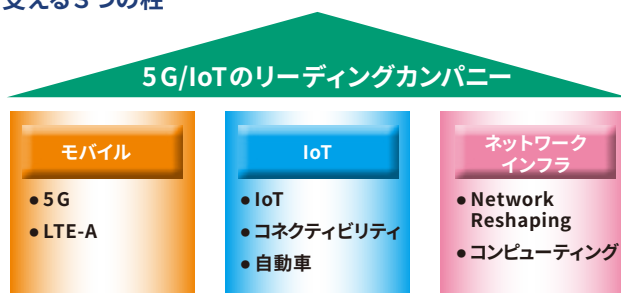 支える3つの柱
5G/IoTのリーディングカンパニー
モバイル
● 5G
● LTE-A
IoT
● IoT
● コネクティビリティ
● 自動車
ネットワーク
インフラ
● Network
Reshaping
● コンピューティング